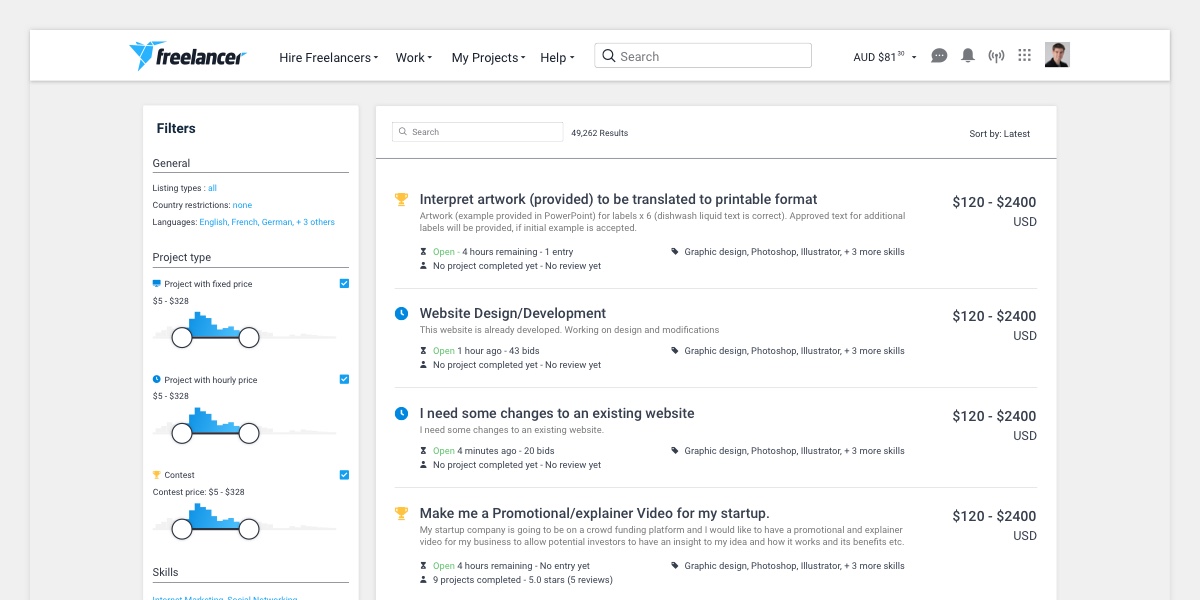 freelancer
Hire Freelancers
Work
My Projects
Help
Search
AUD $81 30
Filters
General
Listing types : all
Country restrictions: none
Languages: English, French, German, + 3 others
Project type
Project with fixed price
$5 - $328
Project with hourly price
$5 - $328
Contest
Contest price: $5 - $328
Skills
Internet Marketing, Social Networking
Search
49,262 Results
Sort by: Latest
Interpret artwork (provided) to be translated to printable format
$120 - $2400
USD
Artwork (example provided in PowerPoint) for labels x 6 (dishwash liquid text is correct). Approved text for additional
labels will be provided, if initial example is accepted.
Open - 4 hours remaining - 1 entry
Graphic design, Photoshop, Illustrator, + 3 more skills
No project completed yet - No review yet
Website Design/Development
$120 - $2400
USD
This website is already developed. Working on design and modifications
Open 1 hour ago - 43 bids
Graphic design, Photoshop, Illustrator, + 3 more skills
No project completed yet - No review yet
I need some changes to an existing website
$120 - $2400
USD
I need some changes to an existing website.
Open 4 minutes ago - 20 bids
Graphic design, Photoshop, Illustrator, + 3 more skills
No project completed yet - No review yet
Make me a Promotional/explainer Video for my startup.
$120 - $2400
USD
My startup company is going to be on a crowd funding platform and I would like to have a promotional and explainer
video for my business to allow potential investors to have an insight to my idea and how it works and its benefits etc.
Open 4 hours remaining - No entry yet
Graphic design, Photoshop, Illustrator, + 3 more skills
9 projects completed - 5.0 stars (5 reviews)